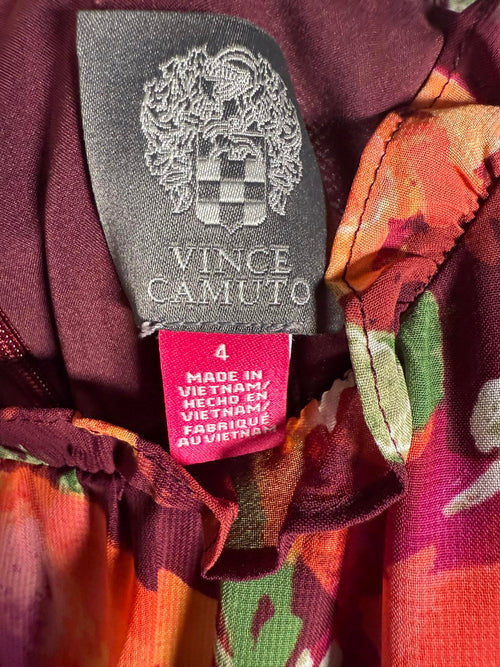 VINCE
CAMUTO
4
MADE IN
VIETNAM/
HECHO EN
VIETNAM/
FABRIQUÉ
AU VIETNAM